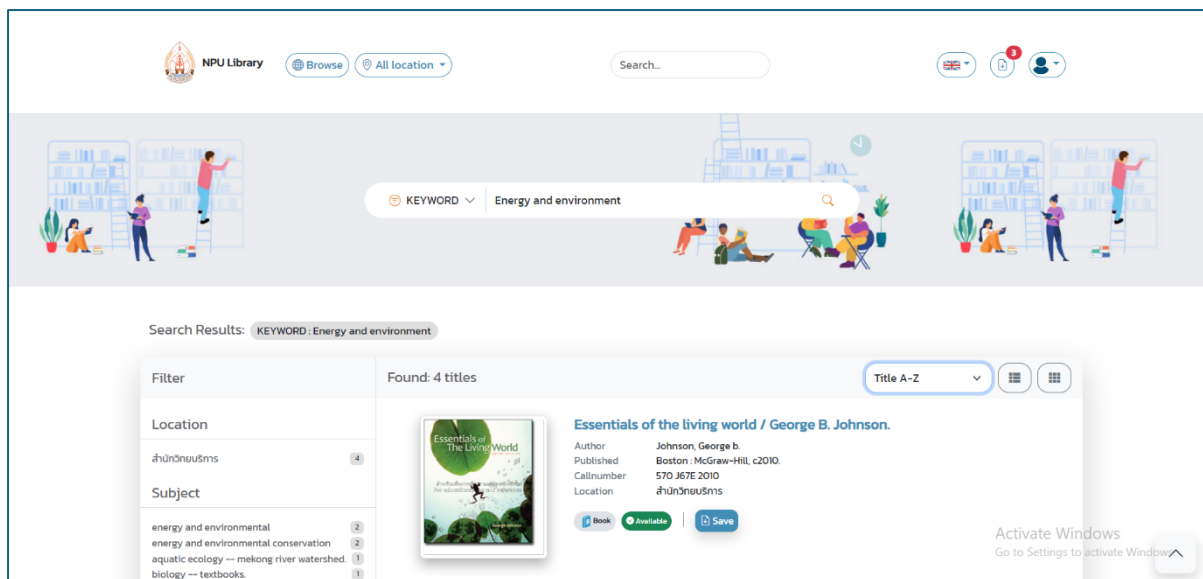 NPU Library
Browse
All location
Search...
3
KEYWORD
Energy and environment
Search Results:
KEYWORD : Energy and environment
Filter
Found: 4 titles
Title A-Z
Location
สำนักวิทยบริการ
4
Subject
energy and environmental
2
energy and environmental conservation
2
aquatic ecology -- mekong river watershed.
1
biology -- textbooks.
1
Essentials of
The Living World
Essentials of the living world / George B. Johnson.
Author Johnson, George b.
Published Boston : McGraw-Hill, c2010.
Callnumber 570 J67E 2010
Location สำนักวิทยบริการ
Book
Available
Save
Activate Windows
Go to Settings to activate Windows.